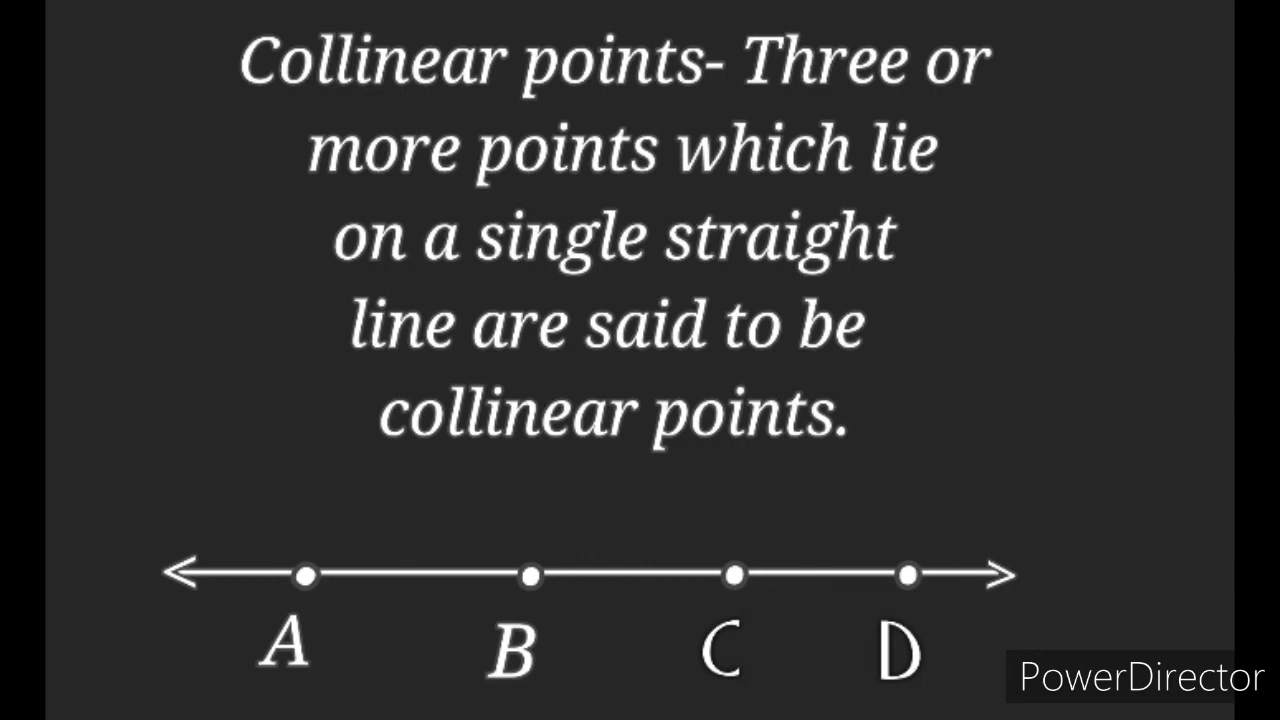 Collinear points- Three or
more points which lie
on a single straight
line are said to be
collinear points.
A B C D
PowerDirector